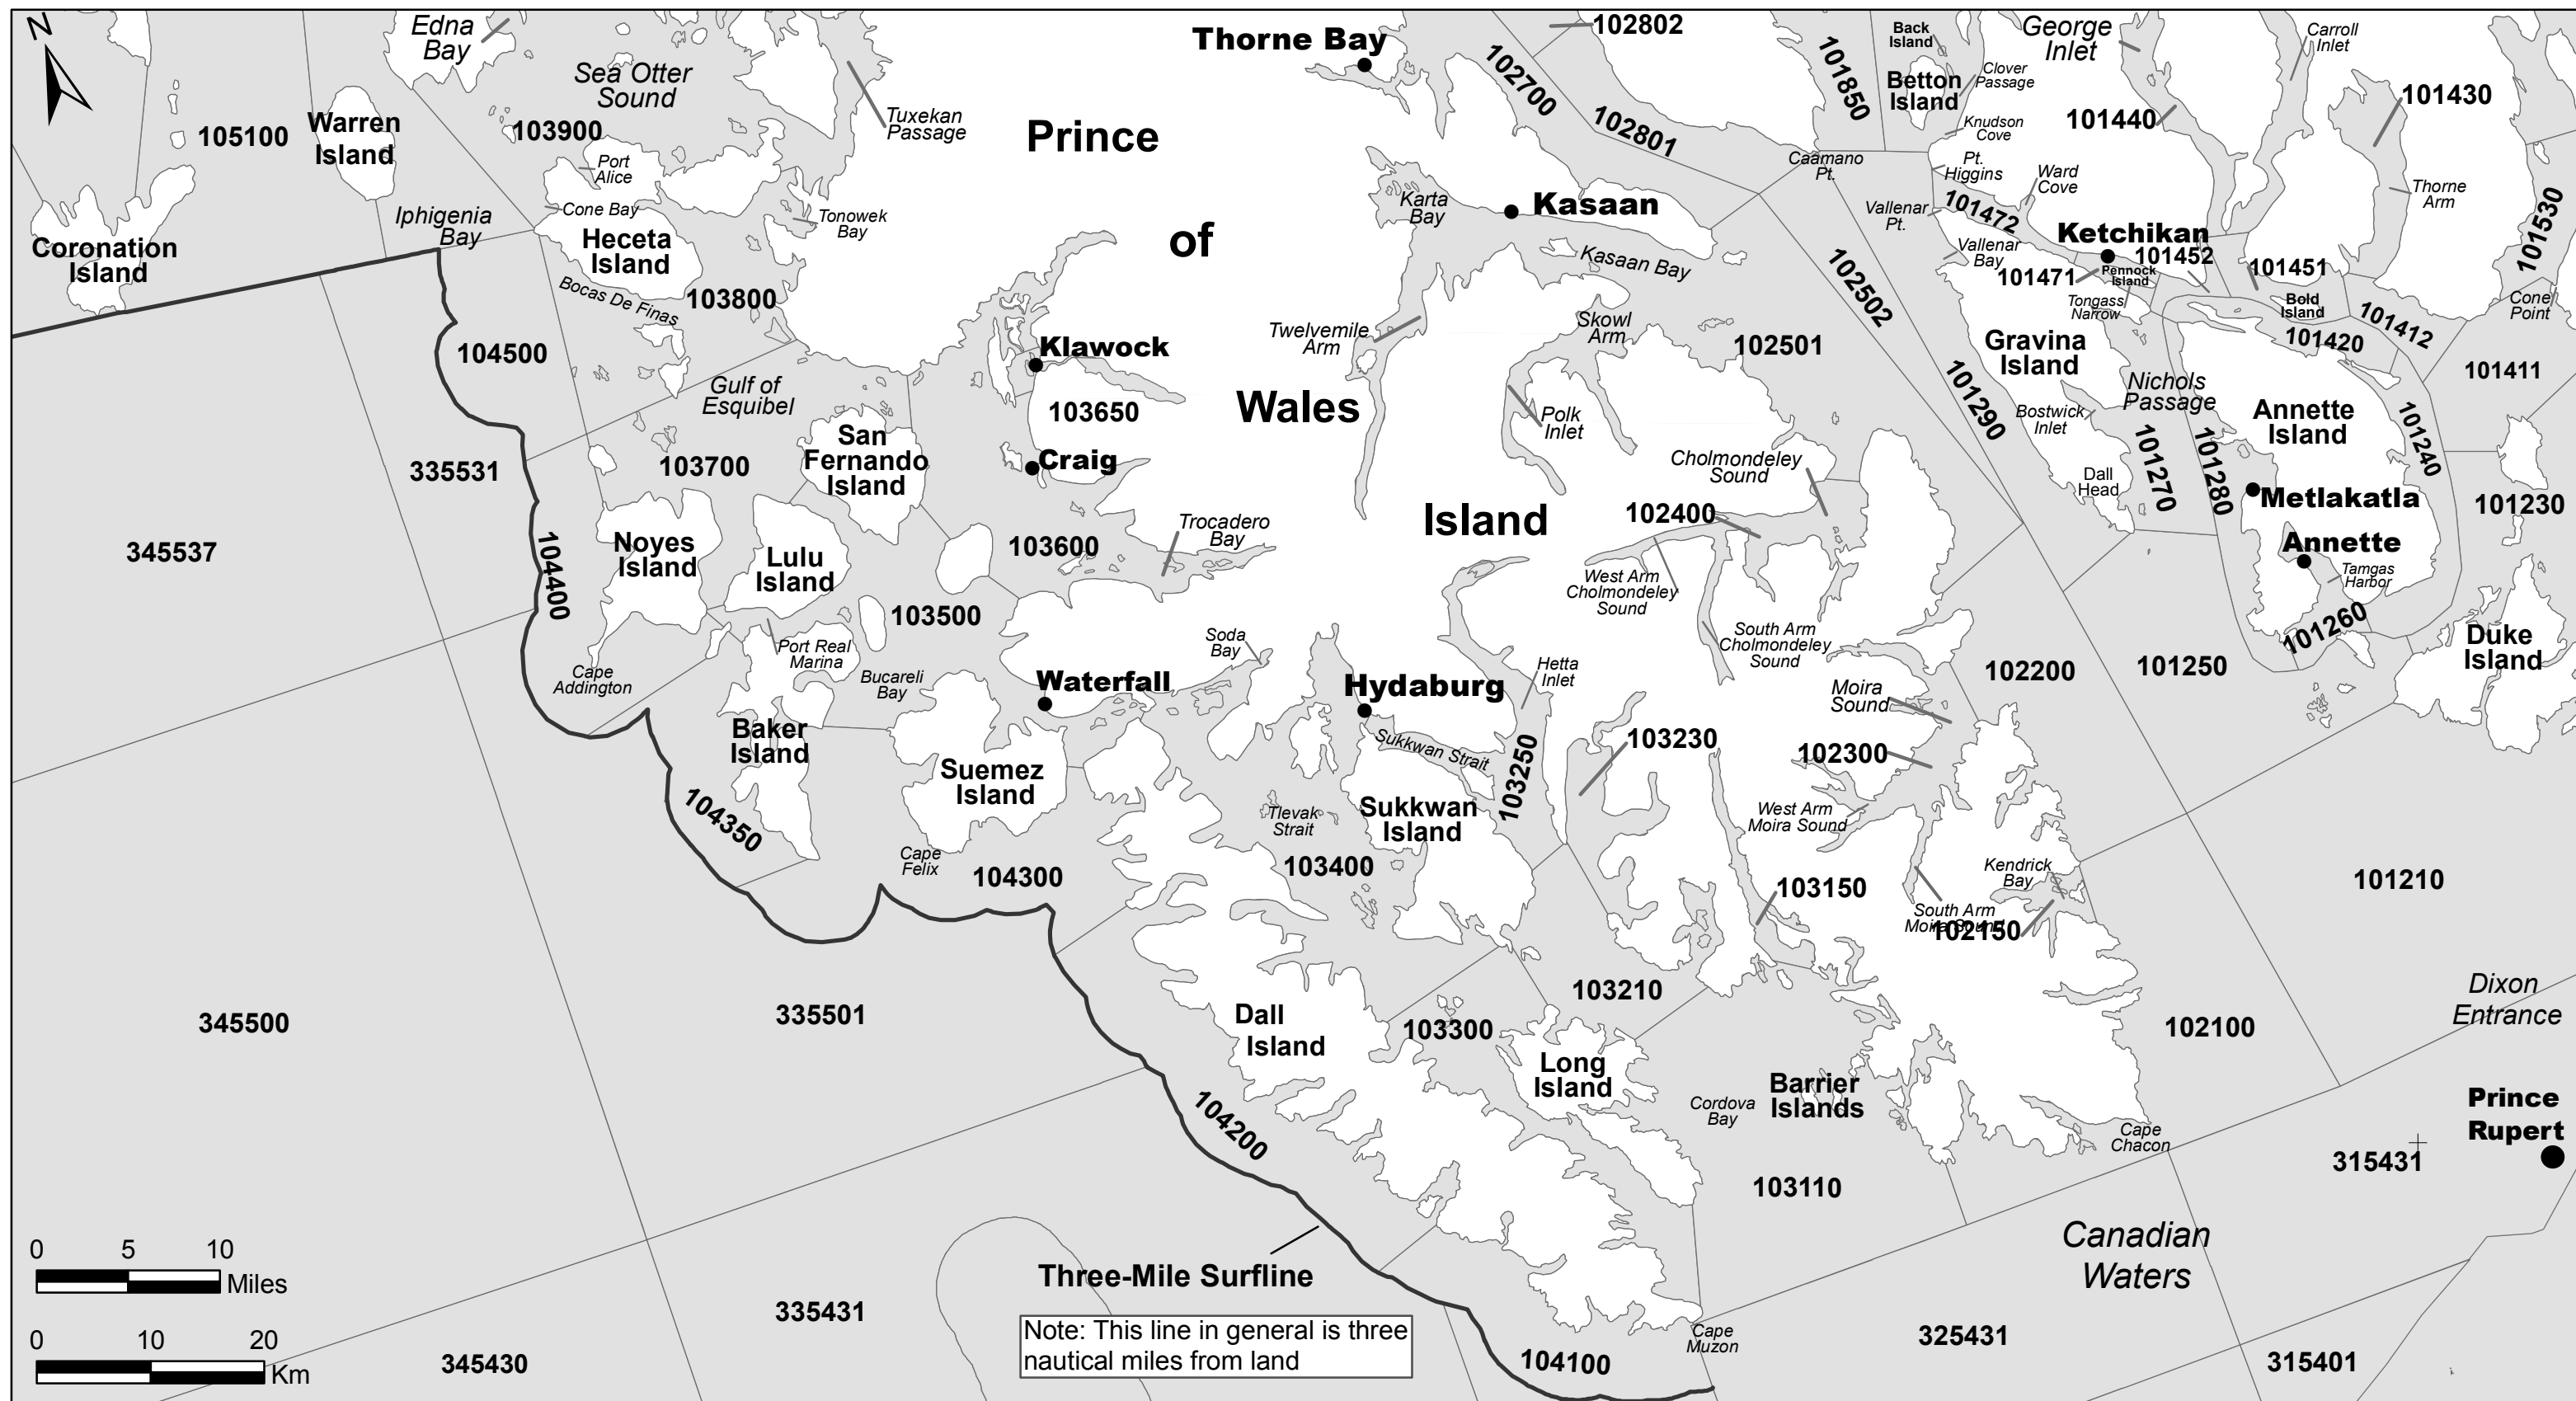 N
Edna
Bay
Sea Otter
Sound
Thorne Bay
102802
102700
102801
101850
Back
Island
Betton
Island
Clover
Passage
Knudson
Cove
George
Inlet
Carroll
Inlet
101430
101440
105100
Warren
Island
103900
Port
Alice
Tuxekan
Passage
Prince
of
Wales
Island
Caamano
Pt.
Pt.
Higgins
Ward
Cove
Thorne
Arm
101530
Coronation
Island
Iphigenia
Bay
Cone Bay
Heceta
Island
Tonowek
Bay
Karta
Bay
Kasaan
Kasaan Bay
Vallenar
Pt.
101472
Vallenar
Bay
Ketchikan
101452
101471
Pennock
Island
101451
Tongass
Narrow
Bold
Island
101412
Cone
Point
Bocas De Finas
103800
104500
Klawock
Twelvemile
Arm
Skowl
Arm
102501
102502
Gravina
Island
101420
101411
Gulf of
Esquibel
103650
Polk
Inlet
101290
Nichols
Passage
Bostwick
Inlet
Annette
Island
101240
335531
103700
San
Fernando
Island
Craig
Cholmondeley
Sound
Dall
Head
101270
101280
Metlakatla
101230
345537
104400
Noyes
Island
Lulu
Island
103600
Trocadero
Bay
102400
Annette
Tamgas
Harbor
West Arm
Cholmondeley
Sound
103500
101260
Duke
Island
Port Real
Marina
Soda
Bay
South Arm
Cholmondeley
Sound
Cape
Addington
Bucareli
Bay
Waterfall
Hydaburg
Hetta
Inlet
Moira
Sound
102200
101250
Baker
Island
Sukkwan Strait
103250
103230
102300
Suemez
Island
104350
Tlevak
Strait
Sukkwan
Island
West Arm
Moira Sound
Cape
Felix
104300
103400
103150
Kendrick
Bay
101210
South Arm
Moira Sound
102150
345500
335501
Dall
Island
103210
103300
102100
Dixon
Entrance
Long
Island
Barrier
Islands
Cordova
Bay
104200
Cape
Chacon
Prince
Rupert
315431
103110
Canadian
Waters
0 5 10
Miles
Three-Mile Surfline
335431
Note: This line in general is three
nautical miles from land
0 10 20
Km
345430
104100
Cape
Muzon
325431
315401